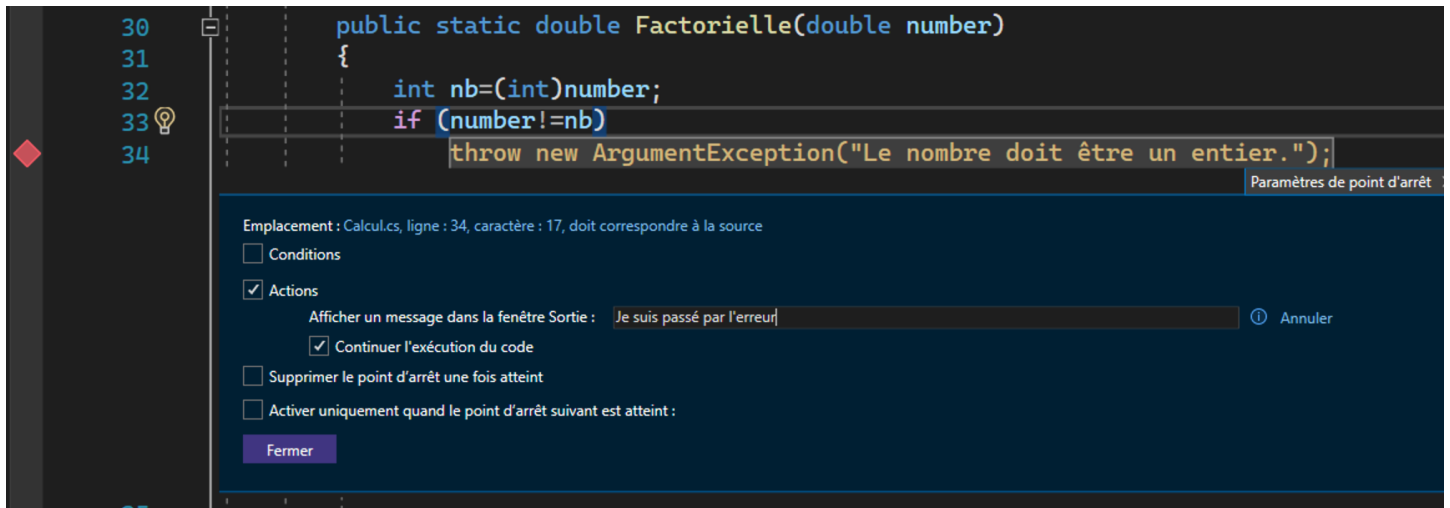 30 public static double Factorielle(double number)
31 {
32 int nb=(int)number;
33 if (number!=nb)
34 throw new ArgumentException("Le nombre doit être un entier.");
Paramètres de point d'arrêt
Emplacement : Calcul.cs, ligne : 34, caractère : 17, doit correspondre à la source
Conditions
Actions
Afficher un message dans la fenêtre Sortie : Je suis passé par l'erreur Annuler
Continuer l'exécution du code
Supprimer le point d'arrêt une fois atteint
Activer uniquement quand le point d'arrêt suivant est atteint :
Fermer